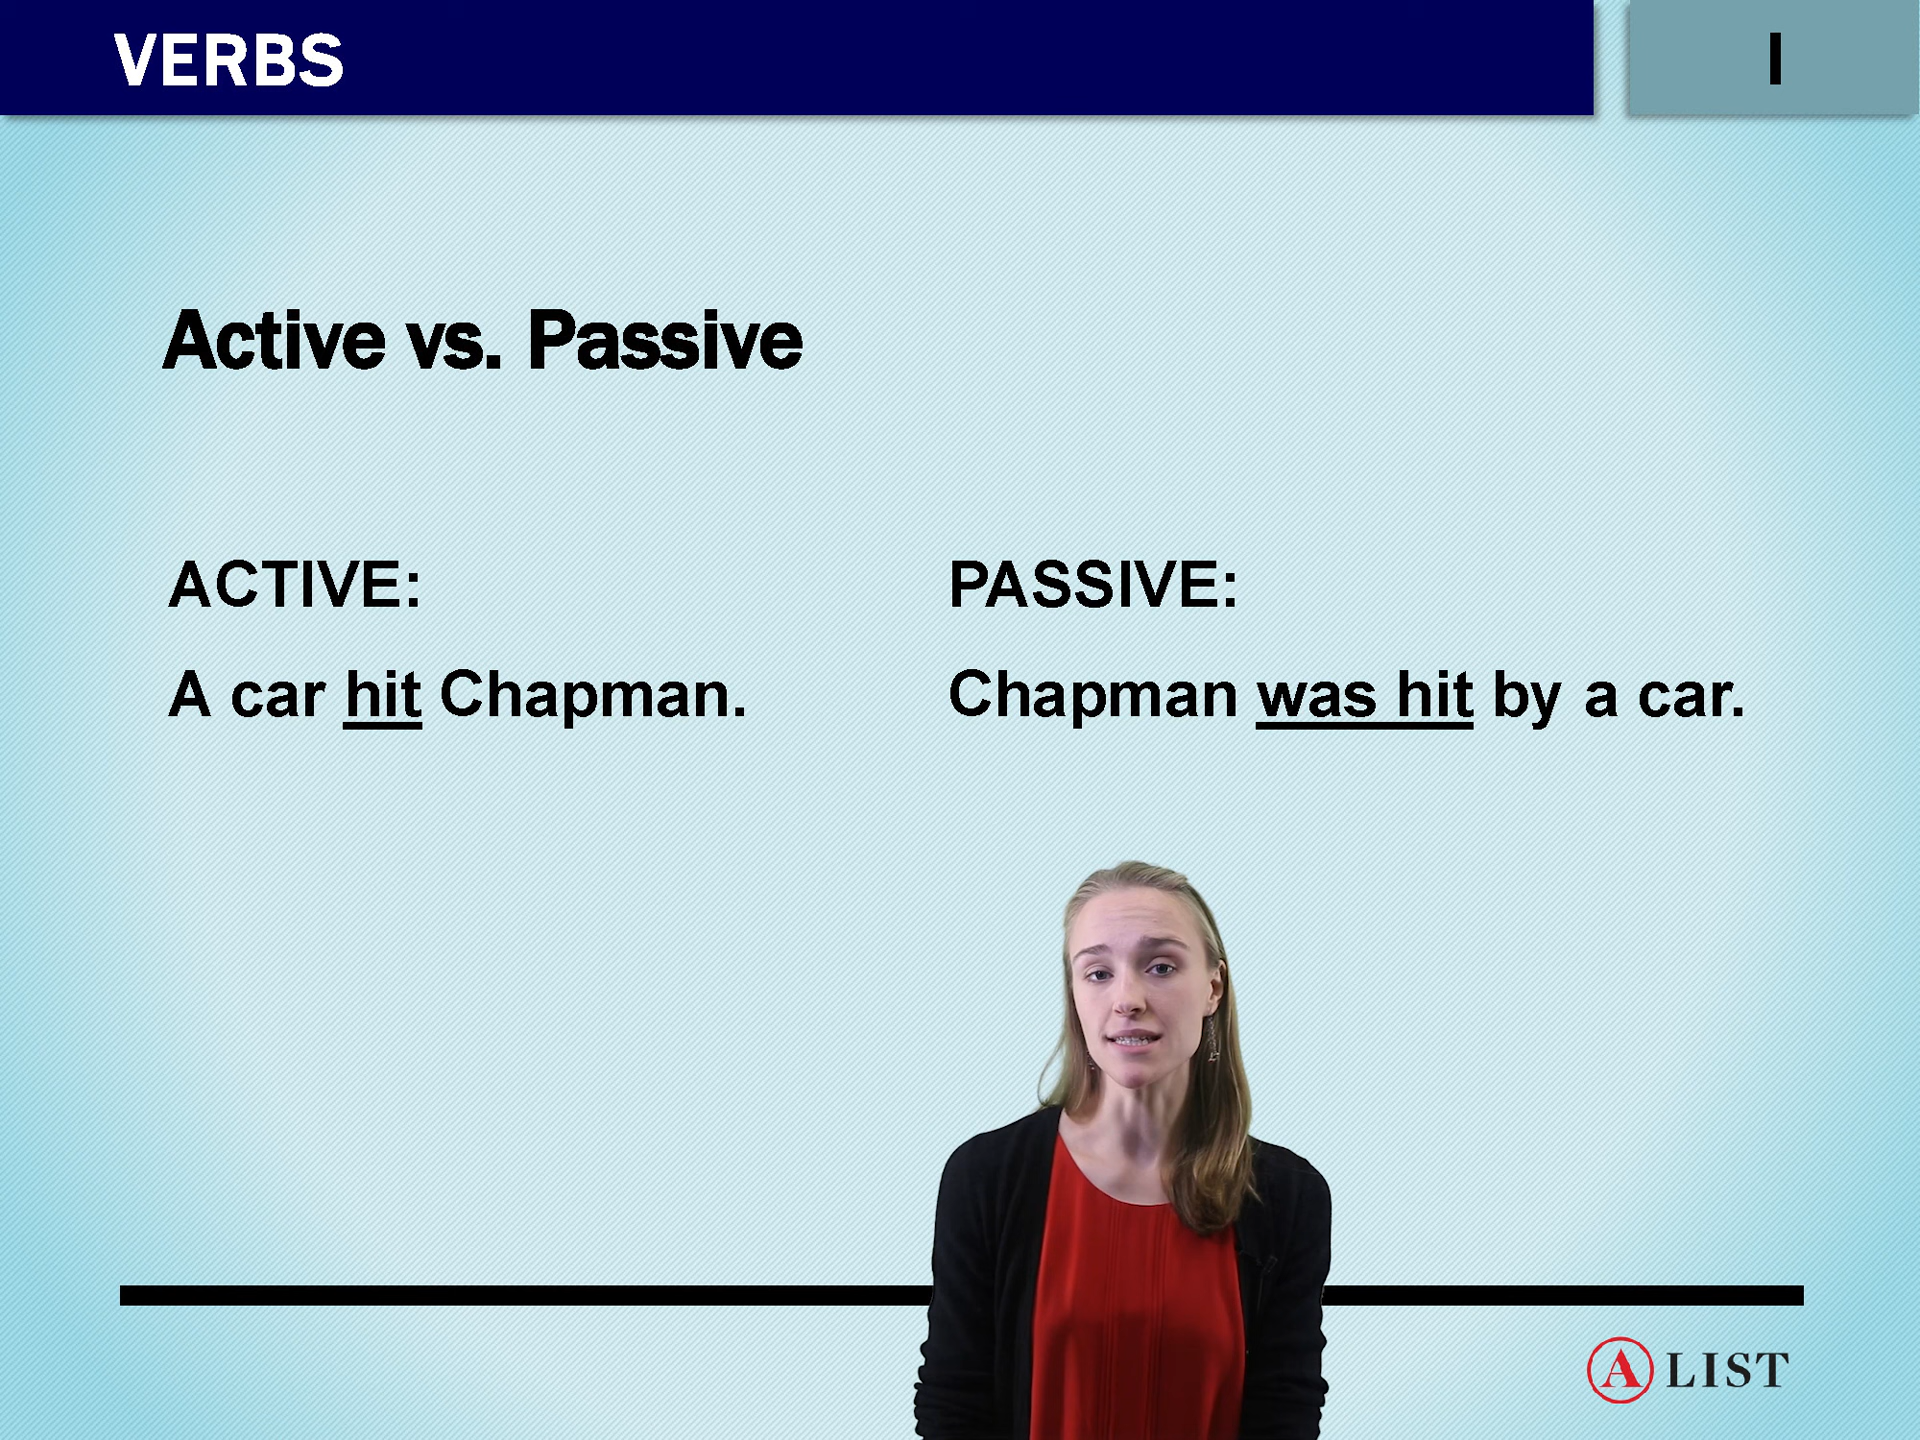 VERBS
I
Active vs. Passive
ACTIVE:
A car hit Chapman.
PASSIVE:
Chapman was hit by a car.
A LIST